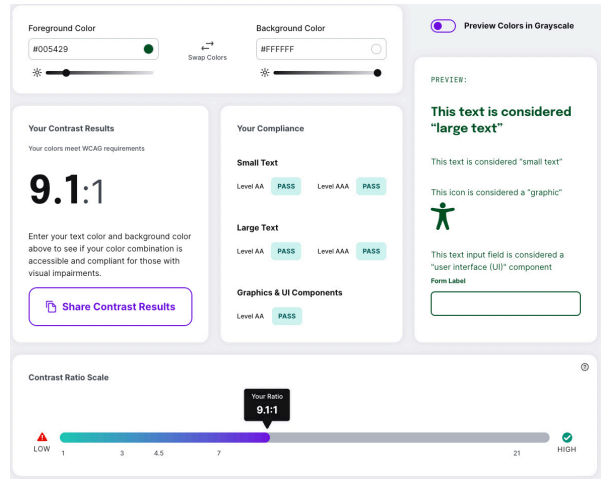 Foreground Color
#005429
Swap Colors
Background Color
#FFFFFF
Preview Colors in Grayscale
Your Contrast Results
Your colors meet WCAG requirements
9.1:1
Enter your text color and background color
above to see if your color combination is
accessible and compliant for those with
visual impairments.
Share Contrast Results
Your Compliance
Small Text
Level AA PASS Level AAA PASS
Large Text
Level AA PASS Level AAA PASS
Graphics & UI Components
Level AA PASS
PREVIEW:
This text is considered
"large text"
This text is considered "small text"
This icon is considered a "graphic"
This text input field is considered a
"user interface (UI)" component
Form Label
Contrast Ratio Scale
?
Your Ratio
9.1:1
LOW 1 3 4.5 7 21 HIGH